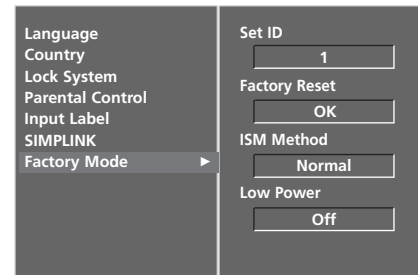 Language
Country
Lock System
Parental Control
Input Label
SIMPLINK
Factory Mode ►
Set ID
1
Factory Reset
OK
ISM Method
Normal
Low Power
Off